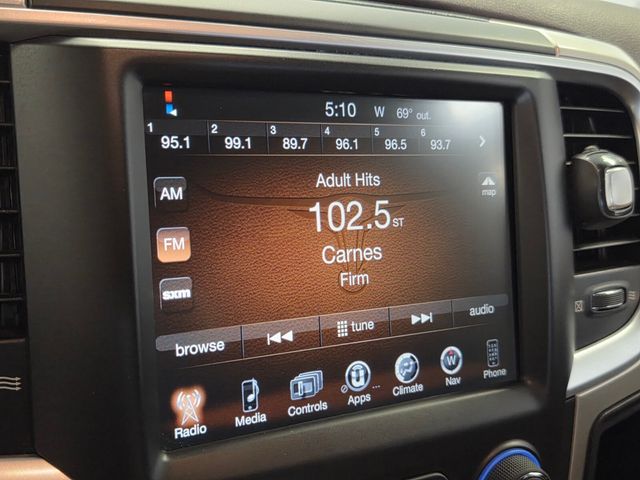 5:10 W 69° out.
1 2 3 4 5 6
95.1 99.1 89.7 96.1 96.5 93.7
Adult Hits
AM
map
102.5 ST
FM
Carnes
Firm
sxm
browse tune audio
Radio Media Controls Apps Climate Nav Phone
W